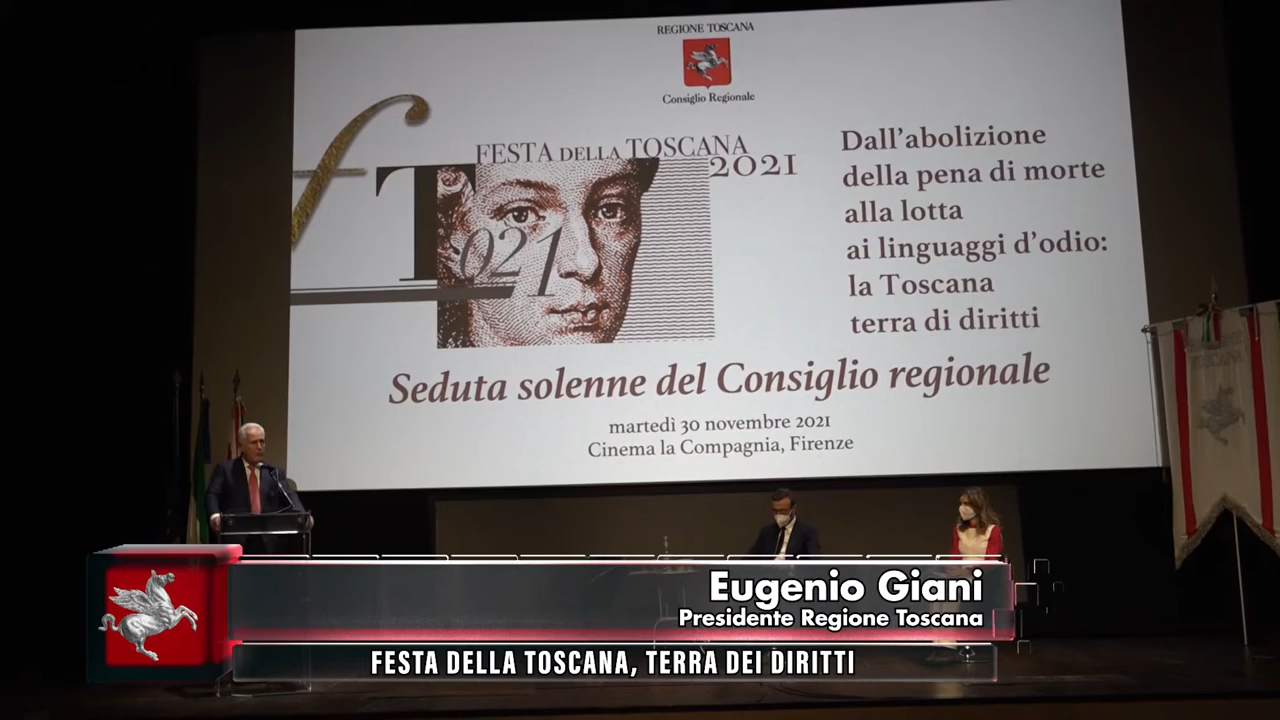 REGIONE TOSCANA
Consiglio Regionale
FESTA DELLA TOSCANA
2021
2021
Dall'abolizione
della pena di morte
alla lotta
ai linguaggi d'odio:
la Toscana
terra di diritti
Seduta solenne del Consiglio regionale
martedì 30 novembre 2021
Cinema la Compagnia, Firenze
TOSCANA
Eugenio Giani
Presidente Regione Toscana
FESTA DELLA TOSCANA, TERRA DEI DIRITTI